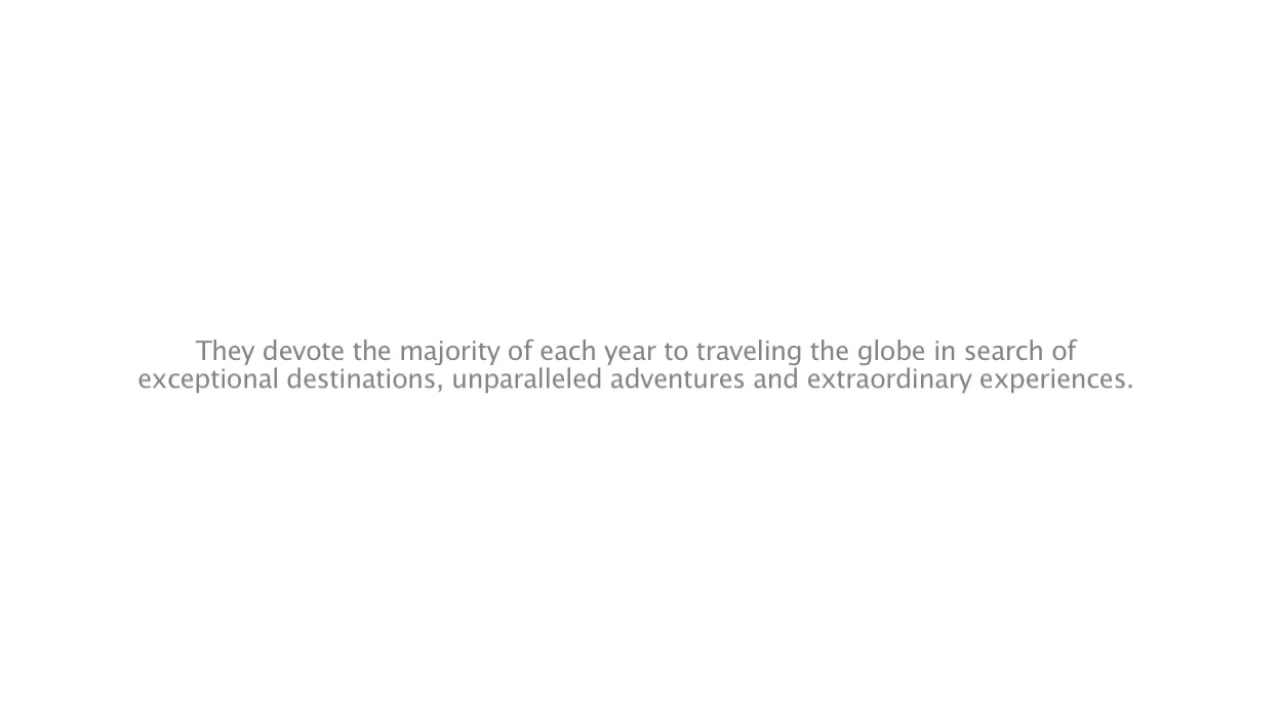 They devote the majority of each year to traveling the globe in search of
exceptional destinations, unparalleled adventures and extraordinary experiences.